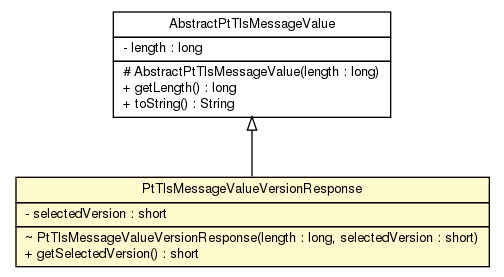 AbstractPtTlsMessageValue
- length : long
# AbstractPtTlsMessageValue(length : long)
+ getLength() : long
+ toString() : String
PtTlsMessageValueVersionResponse
- selectedVersion : short
~ PtTlsMessageValueVersionResponse(length : long, selectedVersion : short)
+ getSelectedVersion() : short